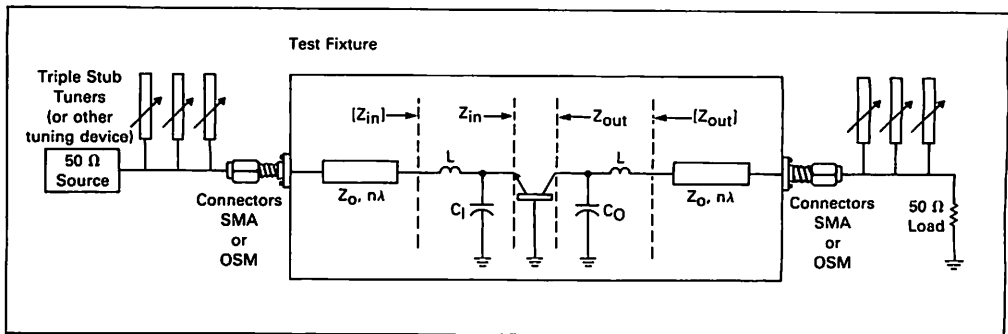 Test Fixture
Triple Stub
Tuners
(or other
tuning device)
50 Ω
Source
Connectors
SMA
or
OSM
[Zin]
Zin
Zout
[Zout]
L
L
ZO, nλ
CI
CO
ZO, nλ
Connectors
SMA
or
OSM
50 Ω
Load